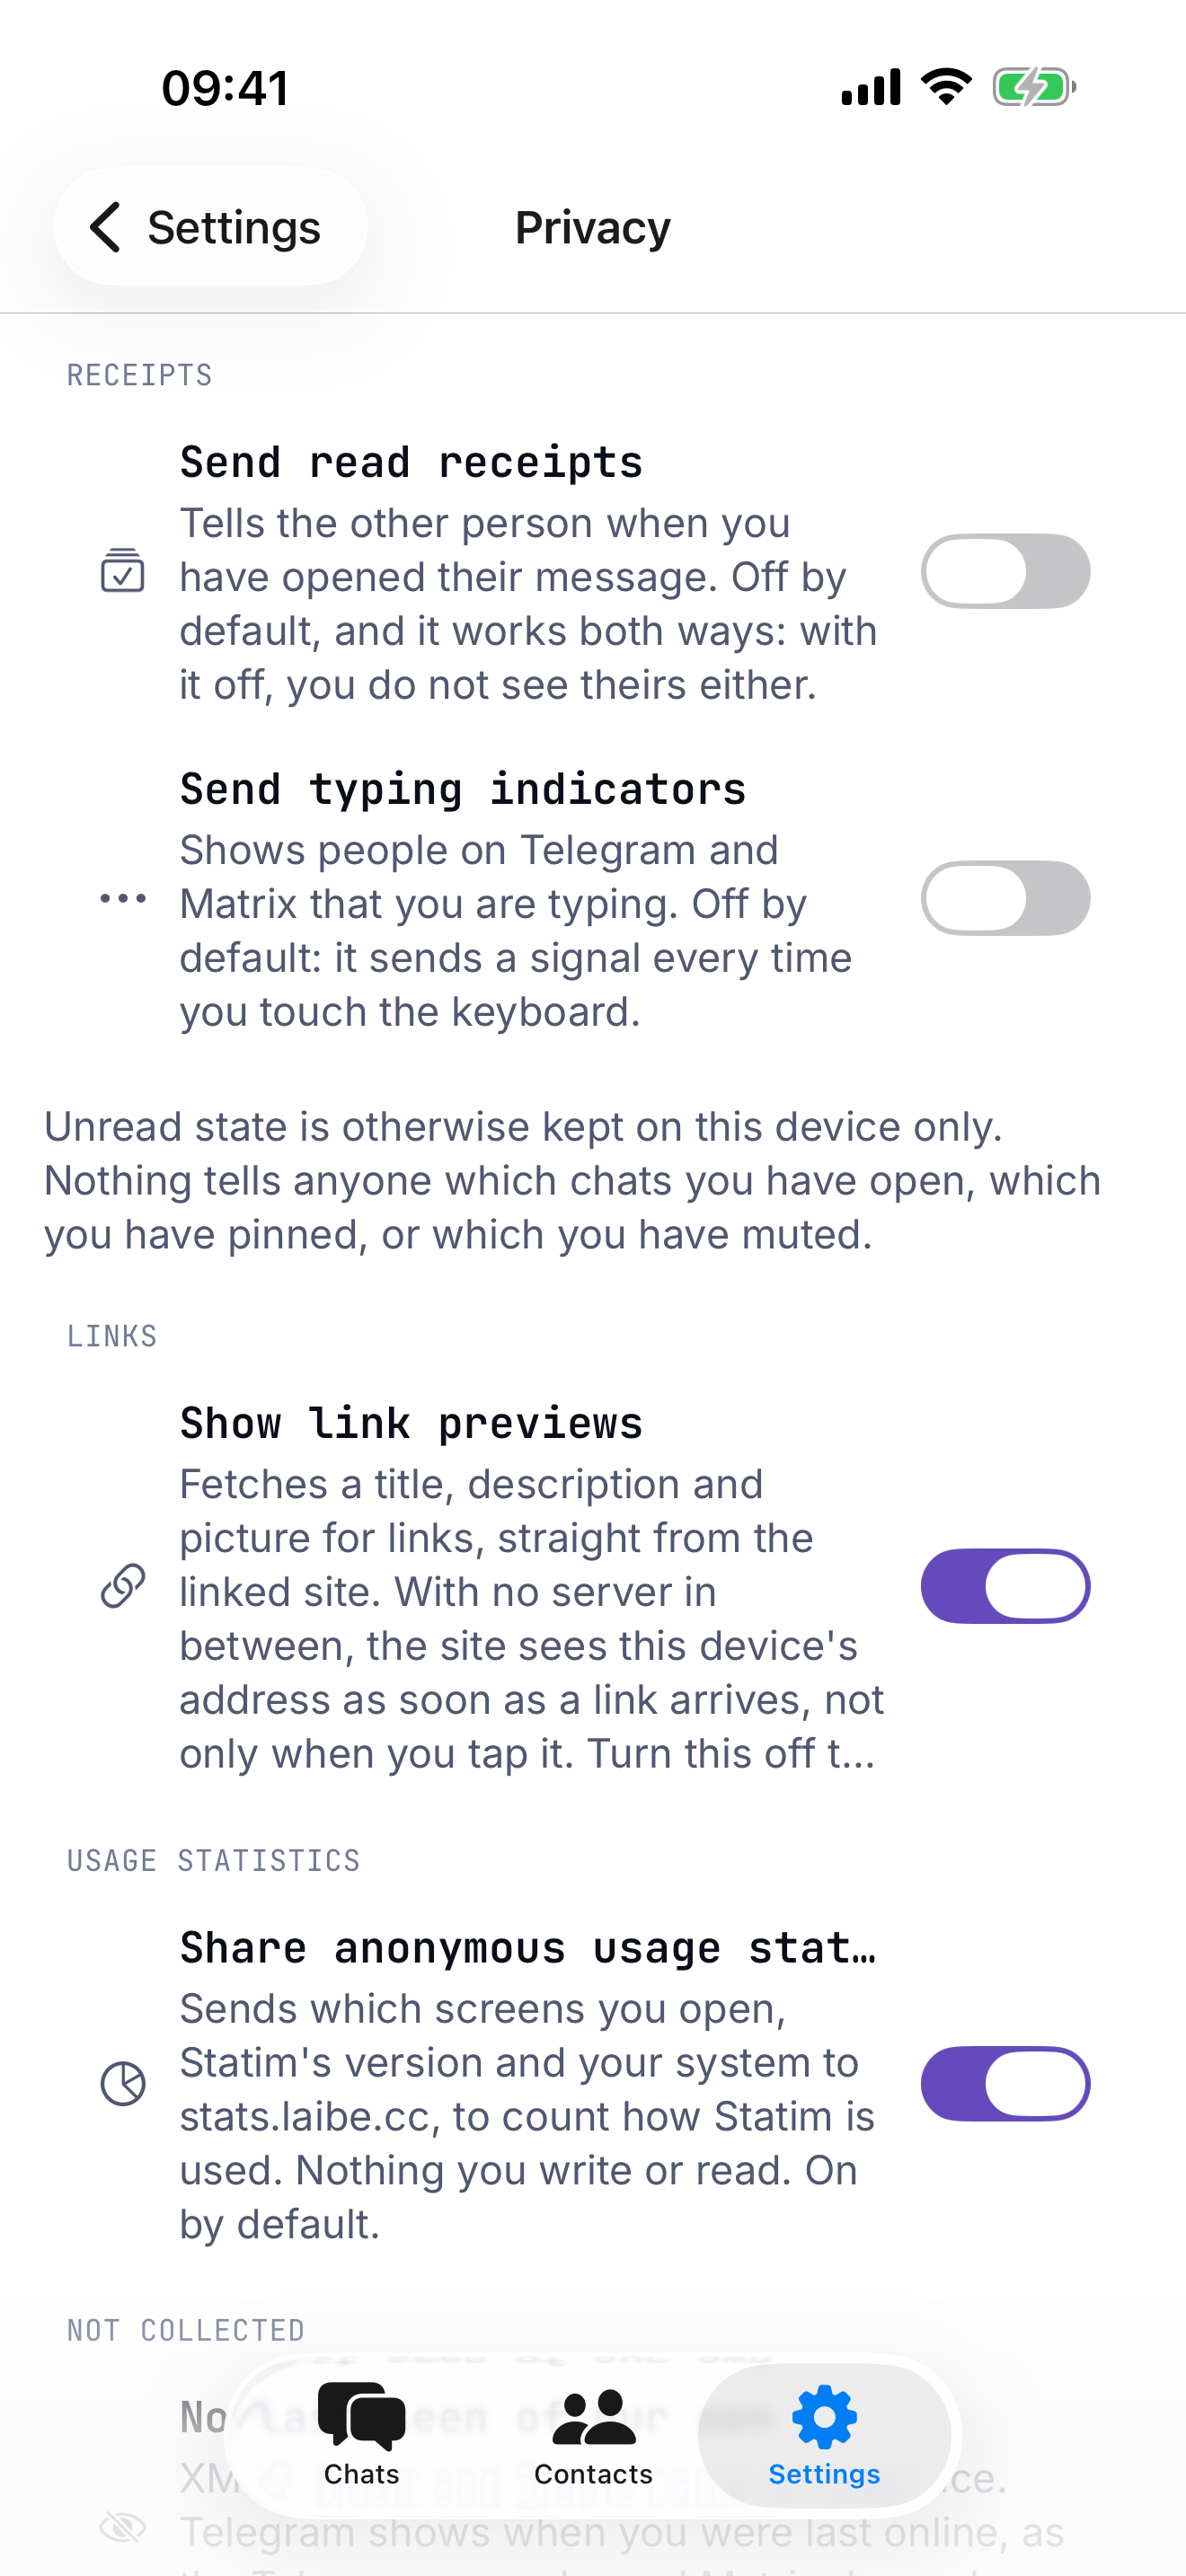 09:41
Settings
Privacy
RECEIPTS
Send read receipts
Tells the other person when you
have opened their message. Off by
default, and it works both ways: with
it off, you do not see theirs either.
Send typing indicators
Shows people on Telegram and
Matrix that you are typing. Off by
default: it sends a signal every time
you touch the keyboard.
Unread state is otherwise kept on this device only.
Nothing tells anyone which chats you have open, which
you have pinned, or which you have muted.
LINKS
Show link previews
Fetches a title, description and
picture for links, straight from the
linked site. With no server in
between, the site sees this device's
address as soon as a link arrives, not
only when you tap it. Turn this off t…
USAGE STATISTICS
Share anonymous usage stat…
Sends which screens you open,
Statim's version and your system to
stats.laibe.cc, to count how Statim is
used. Nothing you write or read. On
by default.
NOT COLLECTED
Chats
Contacts
Settings
Telegram shows when you were last online, as